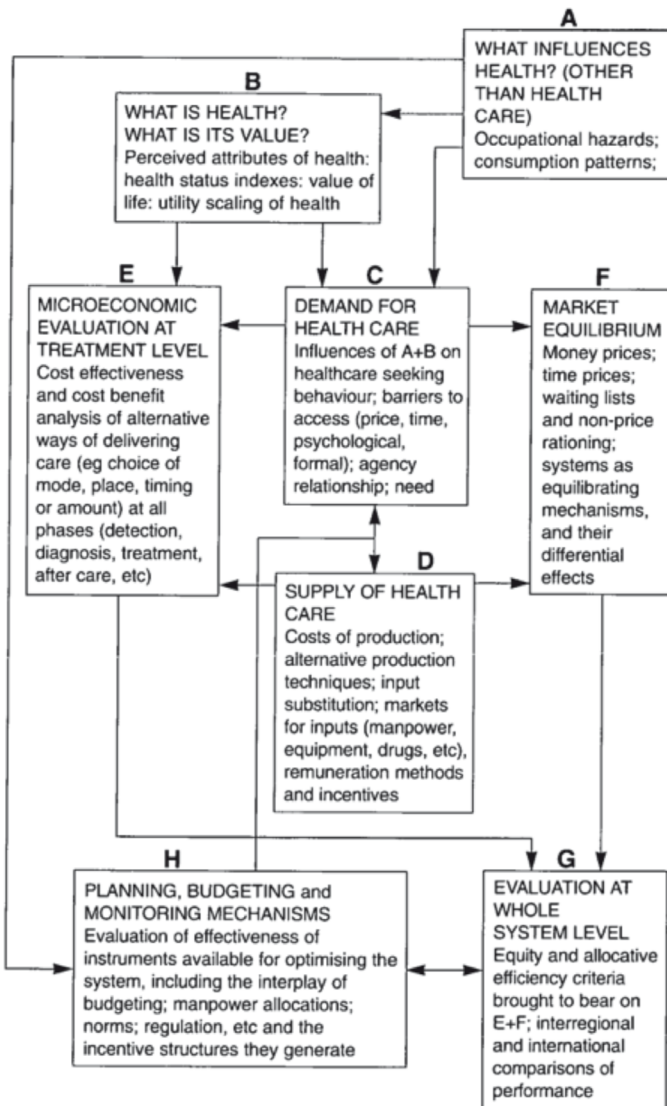 A
WHAT INFLUENCES
HEALTH? (OTHER
THAN HEALTH
CARE)
Occupational hazards;
consumption patterns;
B
WHAT IS HEALTH?
WHAT IS ITS VALUE?
Perceived attributes of health:
health status indexes: value of
life: utility scaling of health
E
MICROECONOMIC
EVALUATION AT
TREATMENT LEVEL
Cost effectiveness
and cost benefit
analysis of alternative
ways of delivering
care (eg choice of
mode, place, timing
or amount) at all
phases (detection,
diagnosis, treatment,
after care, etc)
C
DEMAND FOR
HEALTH CARE
Influences of A+B on
healthcare seeking
behaviour; barriers to
access (price, time,
psychological,
formal); agency
relationship; need
F
MARKET
EQUILIBRIUM
Money prices;
time prices;
waiting lists
and non-price
rationing;
systems as
equilibrating
mechanisms,
and their
differential
effects
D
SUPPLY OF HEALTH
CARE
Costs of production;
alternative production
techniques; input
substitution; markets
for inputs (manpower,
equipment, drugs, etc),
remuneration methods
and incentives
H
PLANNING, BUDGETING and
MONITORING MECHANISMS
Evaluation of effectiveness of
instruments available for optimising the
system, including the interplay of
budgeting; manpower allocations;
norms; regulation, etc and the
incentive structures they generate
G
EVALUATION AT
WHOLE
SYSTEM LEVEL
Equity and allocative
efficiency criteria
brought to bear on
E+F; interregional
and international
comparisons of
performance